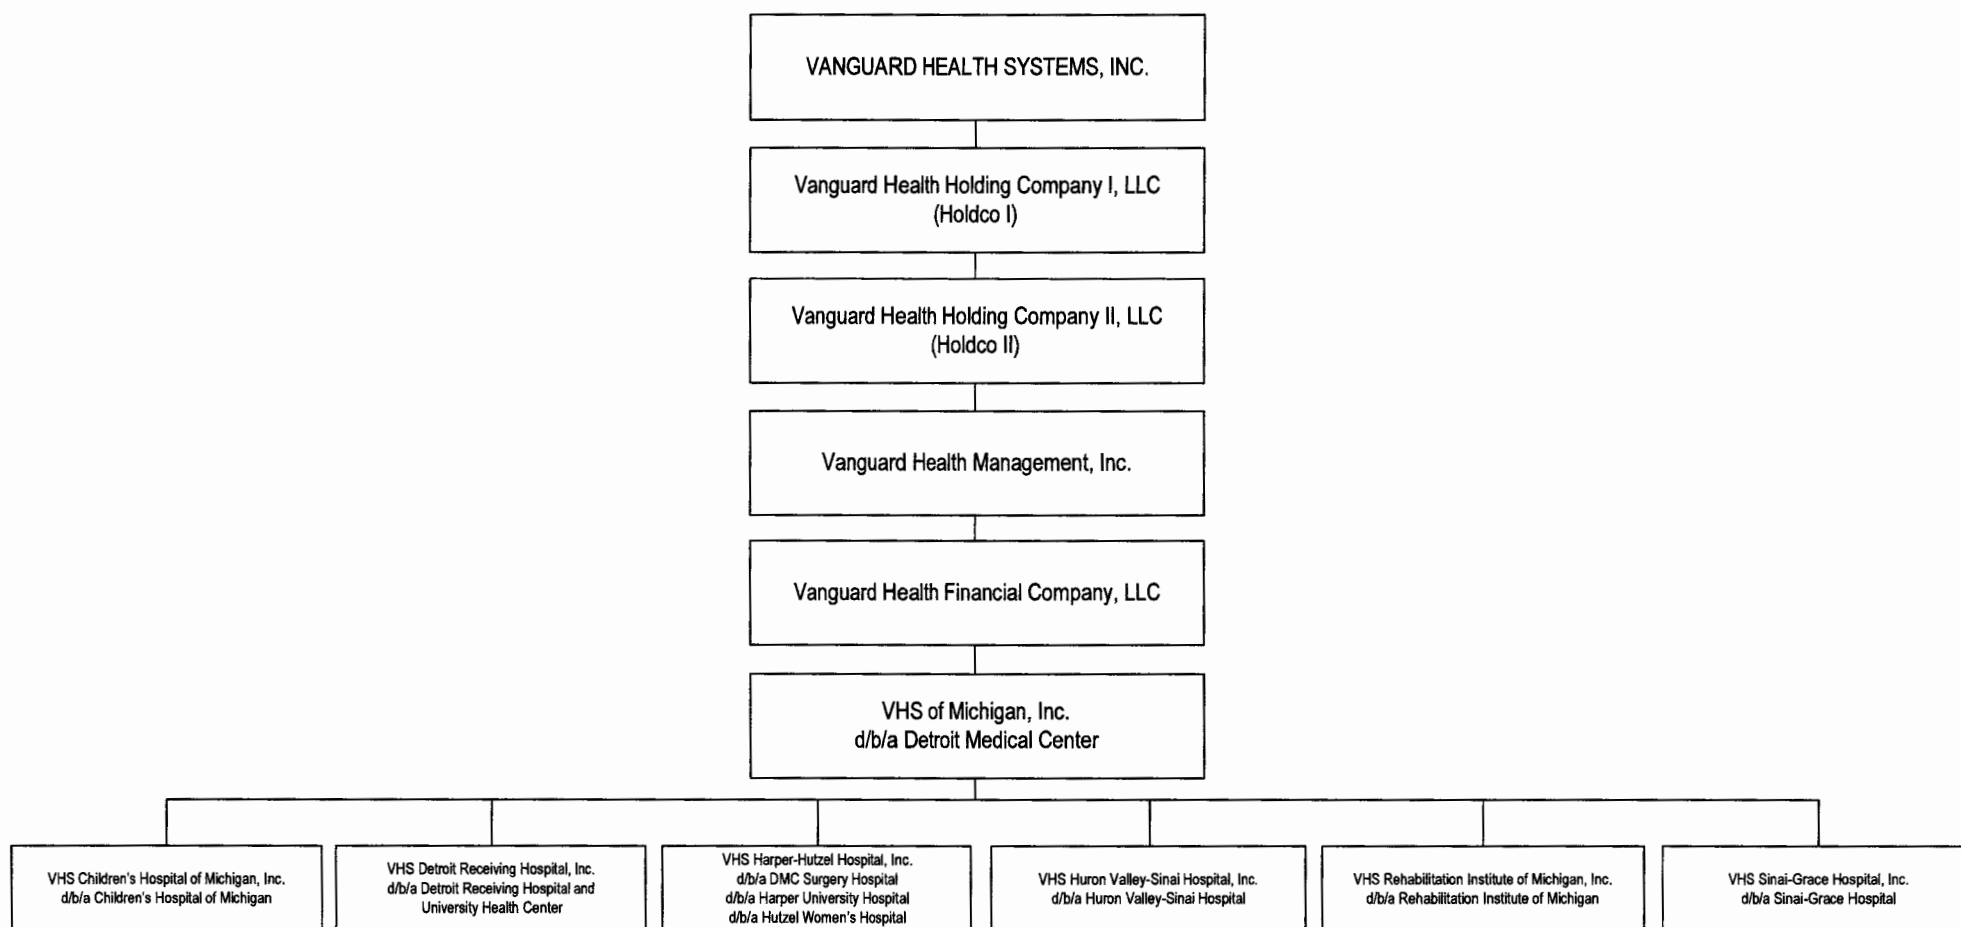 VANGUARD HEALTH SYSTEMS, INC.
Vanguard Health Holding Company I, LLC
(Holdco I)
Vanguard Health Holding Company II, LLC
(Holdco II)
Vanguard Health Management, Inc.
Vanguard Health Financial Company, LLC
VHS of Michigan, Inc.
d/b/a Detroit Medical Center
VHS Children's Hospital of Michigan, Inc.
d/b/a Children's Hospital of Michigan
VHS Detroit Receiving Hospital, Inc.
d/b/a Detroit Receiving Hospital and
University Health Center
VHS Harper-Hutzel Hospital, Inc.
d/b/a DMC Surgery Hospital
d/b/a Harper University Hospital
d/b/a Hutzel Women's Hospital
VHS Huron Valley-Sinai Hospital, Inc.
d/b/a Huron Valley-Sinai Hospital
VHS Rehabilitation Institute of Michigan, Inc.
d/b/a Rehabilitation Institute of Michigan
VHS Sinai-Grace Hospital, Inc.
d/b/a Sinai-Grace Hospital